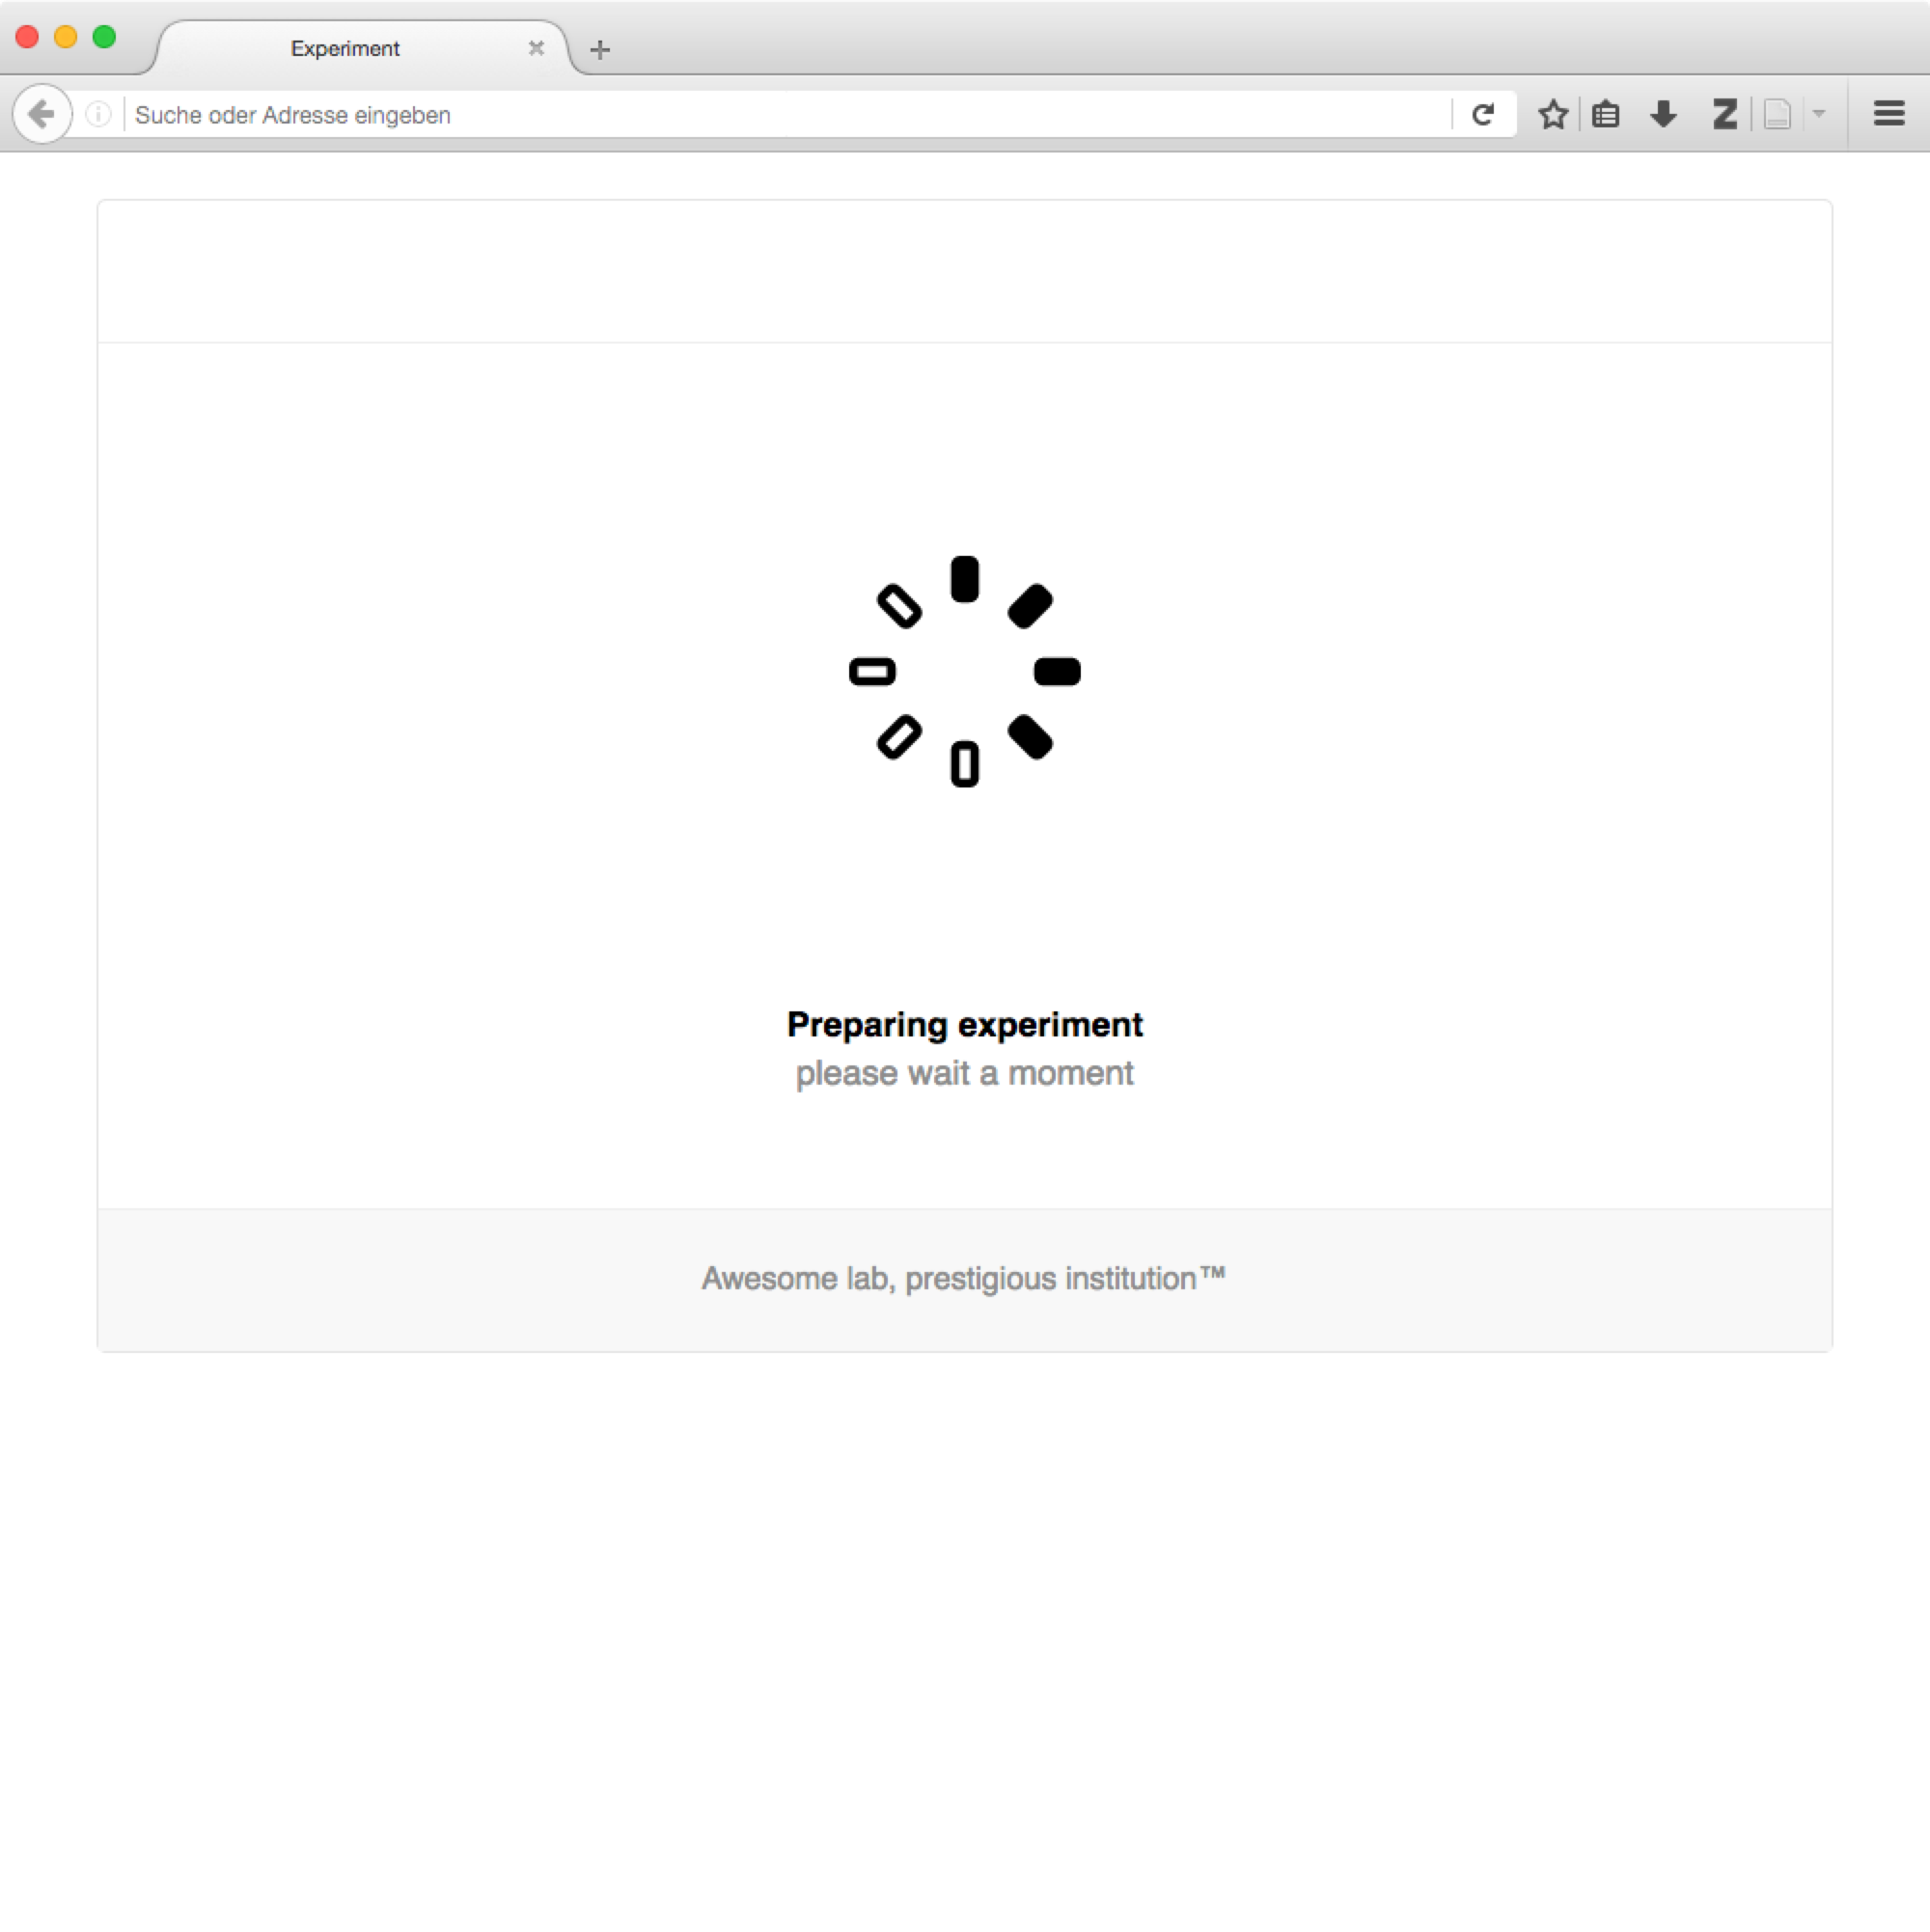 Experiment
Suche oder Adresse eingeben
Z
Preparing experiment
please wait a moment
Awesome lab, prestigious institution™